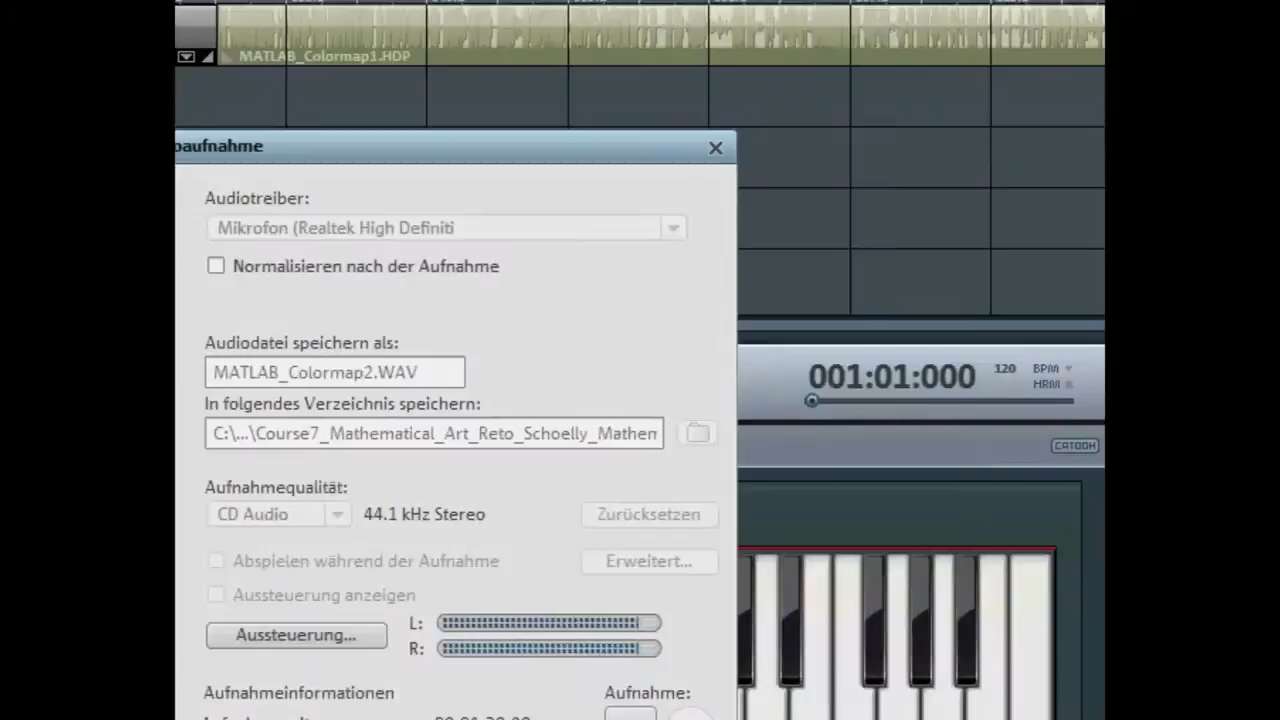 MATLAB_Colormap1.HDP
oaufnahme
Audiotreiber:
Mikrofon (Realtek High Definiti
Normalisieren nach der Aufnahme
Audiodatei speichern als:
MATLAB_Colormap2.WAV
In folgendes Verzeichnis speichern:
C:\...\Course7_Mathematical_Art_Reto_Schoelly_Mathem
001:01:000
120 BPM
HRM
CATOOH
Aufnahmequalität:
CD Audio 44.1 kHz Stereo Zurücksetzen
Abspielen während der Aufnahme Erweitert...
Aussteuerung anzeigen
Aussteuerung... L:
R:
Aufnahmeinformationen Aufnahme: